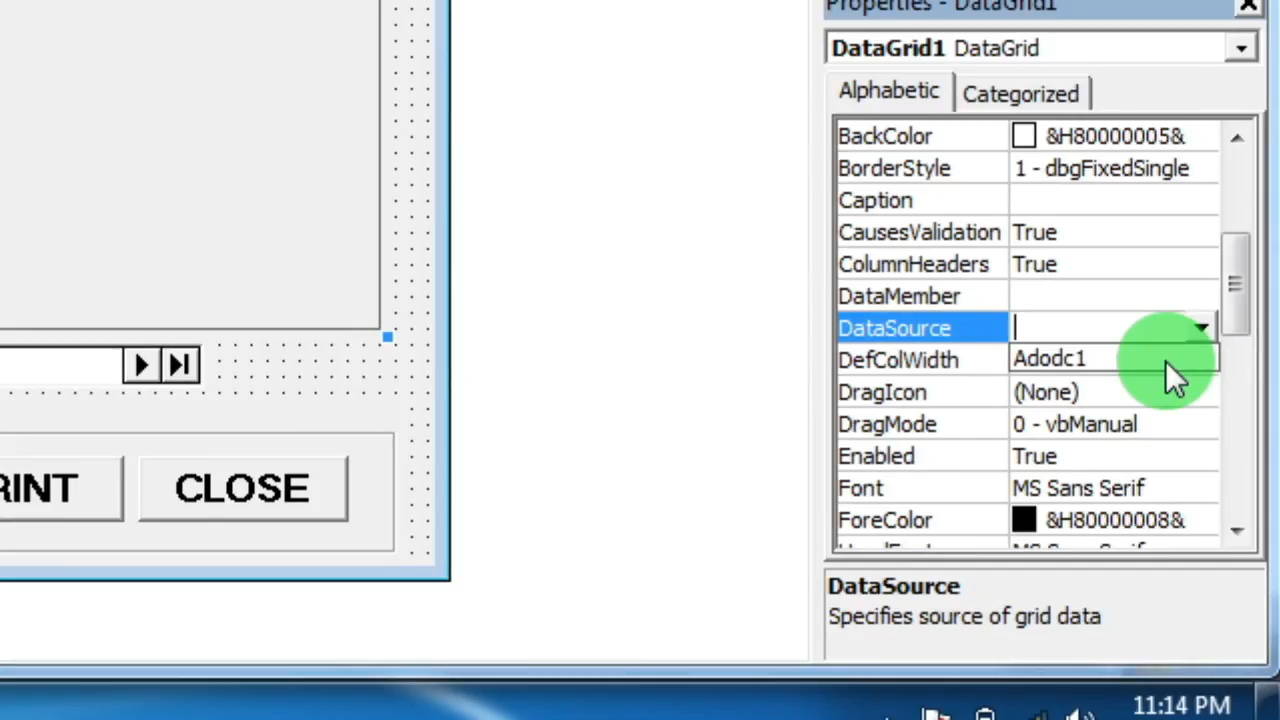 Properties - DataGrid1
DataGrid1 DataGrid
Alphabetic
Categorized
BackColor &H80000005&
BorderStyle 1 - dbgFixedSingle
Caption
CausesValidation True
ColumnHeaders True
DataMember
DataSource
DefColWidth Adodc1
DragIcon (None)
DragMode 0 - vbManual
Enabled True
Font MS Sans Serif
ForeColor &H80000008&
RINT
CLOSE
DataSource
Specifies source of grid data
11:14 PM